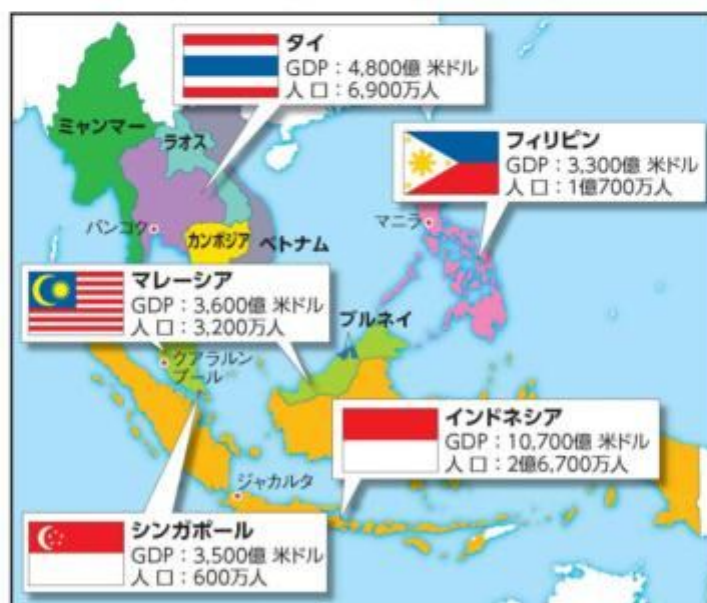 タイ
GDP：4,800億 米ドル
人 口：6,900万人
ミャンマー
ラオス
フィリピン
GDP：3,300億 米ドル
人 口：1億700万人
バンコク
カンボジア
ベトナム
マニラ
マレーシア
GDP：3,600億 米ドル
人 口：3,200万人
ブルネイ
クアラルン
プール
インドネシア
GDP：10,700億 米ドル
人 口：2億6,700万人
ジャカルタ
シンガポール
GDP：3,500億 米ドル
人 口：600万人